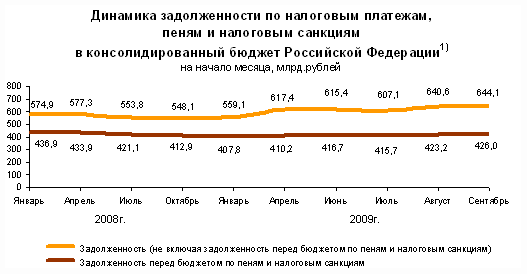 Динамика задолженности по налоговым платежам,
пеням и налоговым санкциям
в консолидированный бюджет Российской Федерации1)
на начало месяца, млрд.рублей
800
700
600
500
400
300
200
100
0
574,9 577,3 553,8 548,1 559,1 617,4 615,4 607,1 640,6 644,1
436,9 433,9 421,1 412,9 407,8 410,2 416,7 415,7 423,2 426,0
Январь Апрель Июль Октябрь Январь Апрель Июнь Июль Август Сентябрь
2008г. 2009г.
Задолженность (не включая задолженность перед бюджетом по пеням и налоговым санкциям)
Задолженность перед бюджетом по пеням и налоговым санкциям